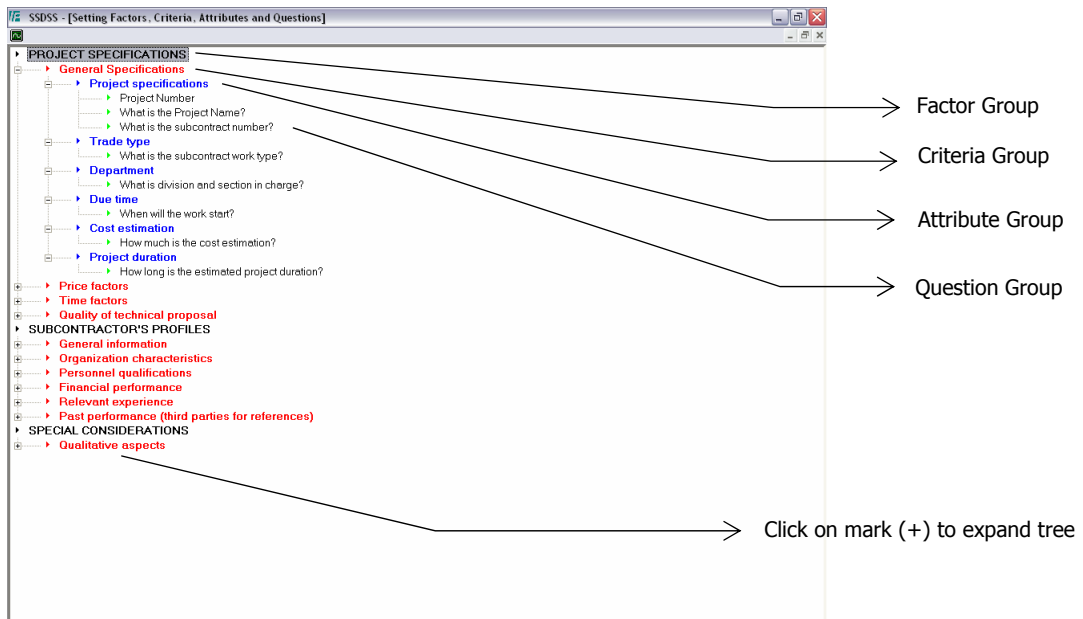 SSDSS - [Setting Factors, Criteria, Attributes and Questions]
PROJECT SPECIFICATIONS
General Specifications
Project specifications
Project Number
What is the Project Name?
What is the subcontract number?
Trade type
What is the subcontract work type?
Department
What is division and section in charge?
Due time
When will the work start?
Cost estimation
How much is the cost estimation?
Project duration
How long is the estimated project duration?
Price factors
Time factors
Quality of technical proposal
SUBCONTRACTOR'S PROFILES
General information
Organization characteristics
Personnel qualifications
Financial performance
Relevant experience
Past performance (third parties for references)
SPECIAL CONSIDERATIONS
Qualitative aspects
Factor Group
Criteria Group
Attribute Group
Question Group
Click on mark (+) to expand tree